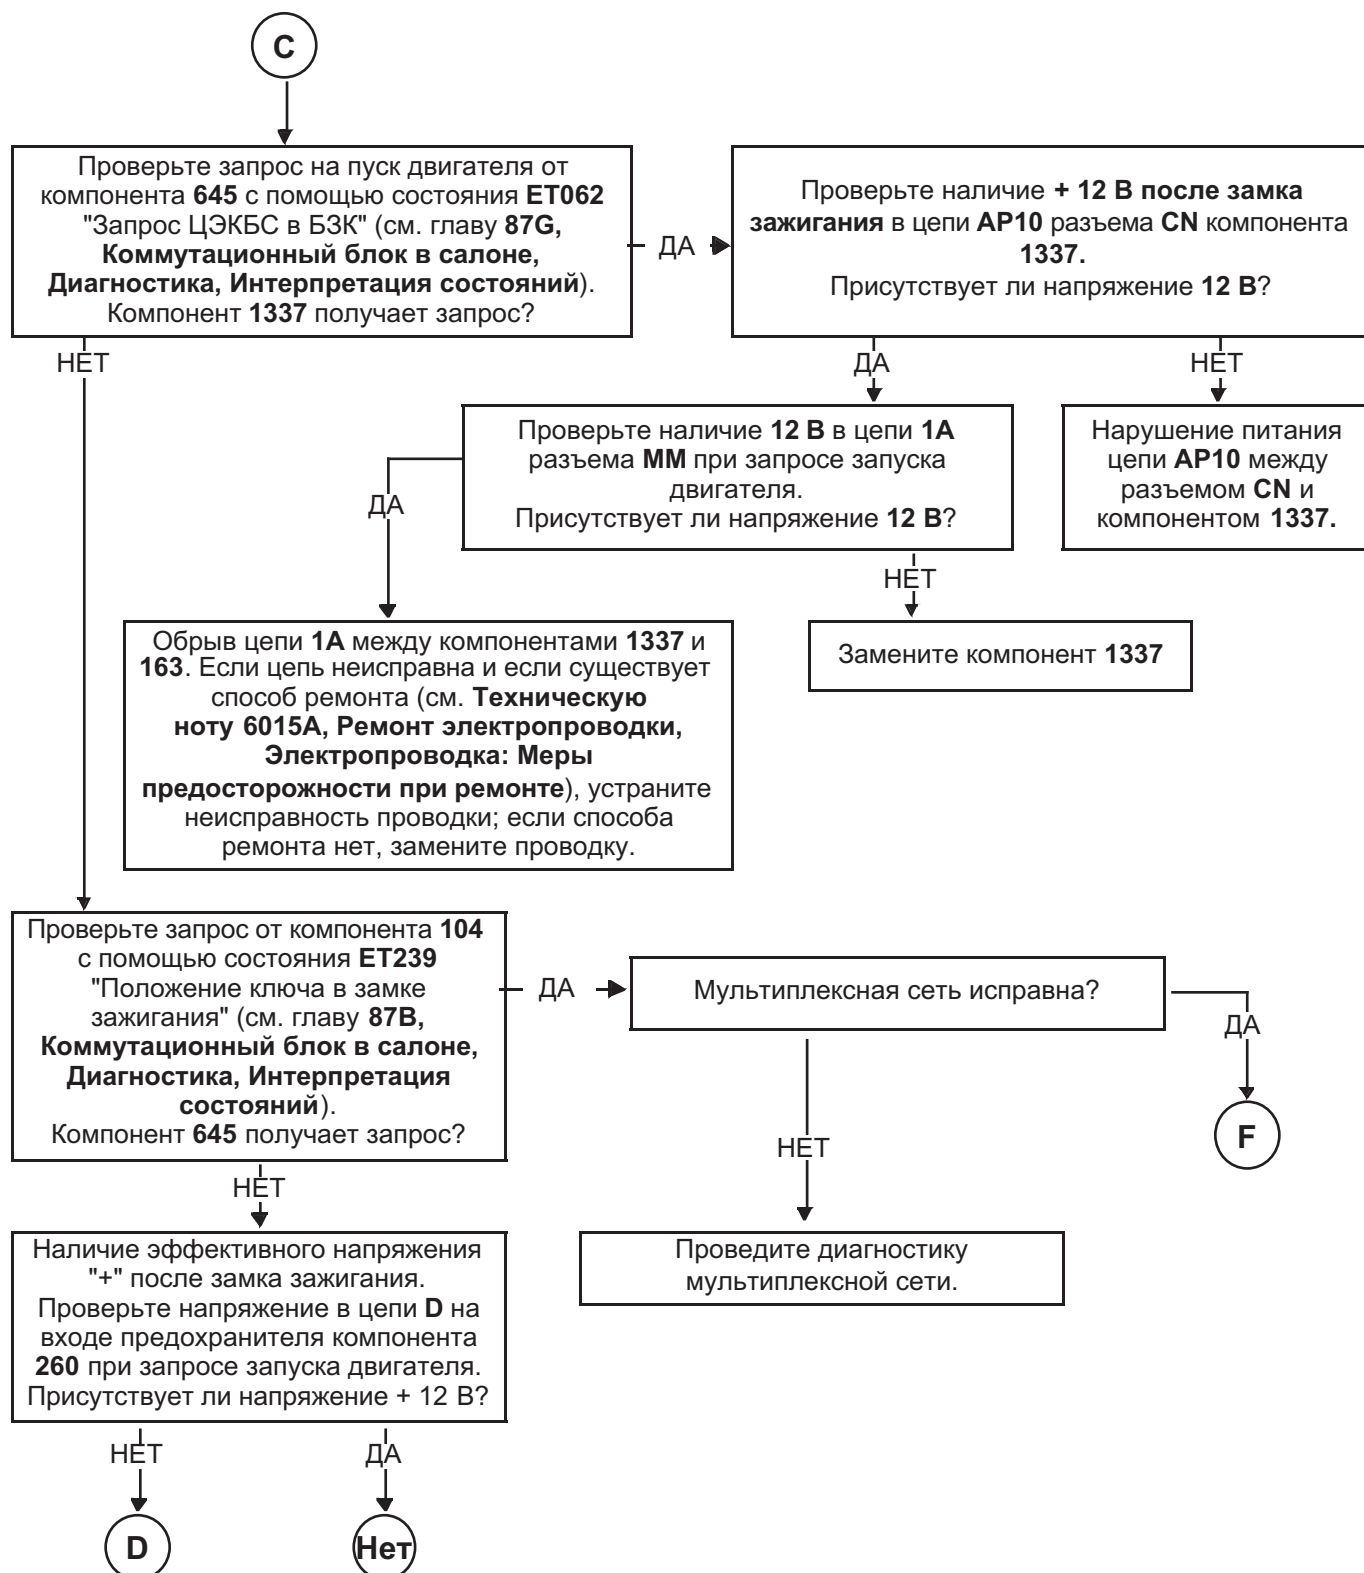 C
Проверьте запрос на пуск двигателя от
компонента 645 с помощью состояния ET062
"Запрос ЦЭКБС в БЗК" (см. главу 87G,
Коммутационный блок в салоне,
Диагностика, Интерпретация состояний).
Компонент 1337 получает запрос?
ДА
Проверьте наличие + 12 В после замка
зажигания в цепи AP10 разъема CN компонента
1337.
Присутствует ли напряжение 12 В?
НЕТ
ДА
НЕТ
Проверьте наличие 12 В в цепи 1A
разъема MM при запросе запуска
двигателя.
Присутствует ли напряжение 12 В?
Нарушение питания
цепи AP10 между
разъемом CN и
компонентом 1337.
ДА
НЕТ
Обрыв цепи 1A между компонентами 1337 и
163. Если цепь неисправна и если существует
способ ремонта (см. Техническую
ноту 6015A, Ремонт электропроводки,
Электропроводка: Меры
предосторожности при ремонте), устраните
неисправность проводки; если способа
ремонта нет, замените проводку.
Замените компонент 1337
Проверьте запрос от компонента 104
с помощью состояния ET239
"Положение ключа в замке
зажигания" (см. главу 87B,
Коммутационный блок в салоне,
Диагностика, Интерпретация
состояний).
Компонент 645 получает запрос?
ДА
Мультиплексная сеть исправна?
ДА
F
НЕТ
НЕТ
Наличие эффективного напряжения
"+" после замка зажигания.
Проверьте напряжение в цепи D на
входе предохранителя компонента
260 при запросе запуска двигателя.
Присутствует ли напряжение + 12 В?
Проведите диагностику
мультиплексной сети.
НЕТ
ДА
D
Нет